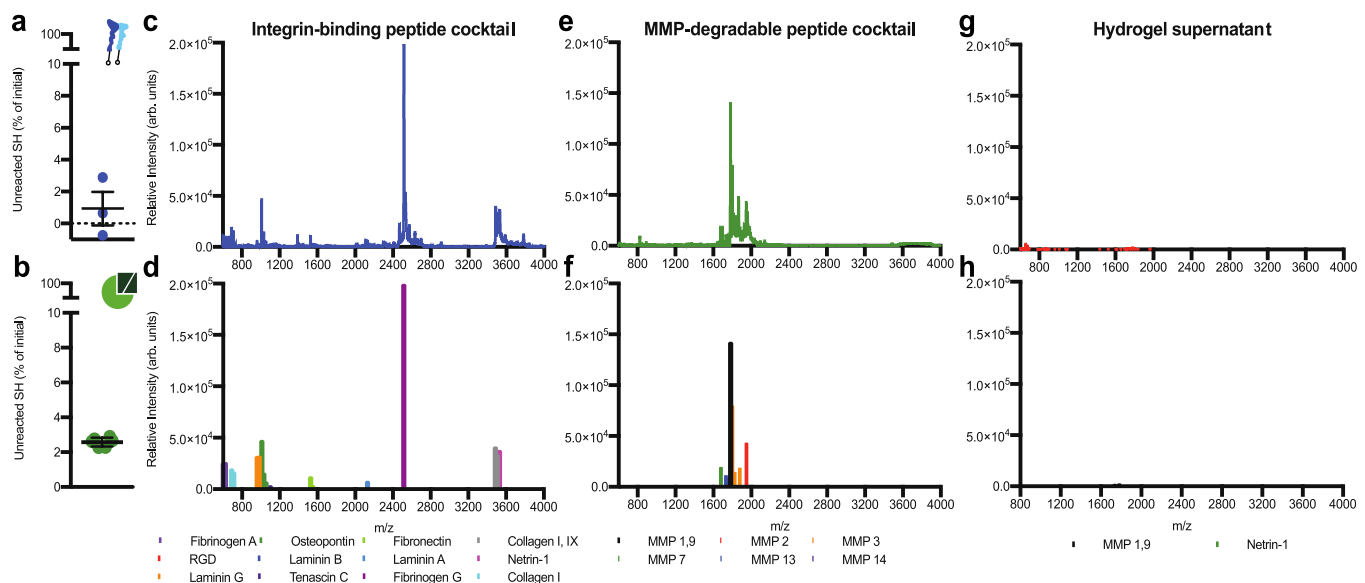 a
c
Integrin-binding peptide cocktail
e
MMP-degradable peptide cocktail
g
Hydrogel supernatant
Unreacted SH (% of initial)
100
10
8
6
4
2
0
Relative Intensity (arb. units)
2.0×10⁵
1.5×10⁵
1.0×10⁵
5.0×10⁴
0.0
800 1200 1600 2000 2400 2800 3200 3600 4000
2.0×10⁵
1.5×10⁵
1.0×10⁵
5.0×10⁴
0.0
800 1200 1600 2000 2400 2800 3200 3600 4000
2.0×10⁵
1.5×10⁵
1.0×10⁵
5.0×10⁴
0.0
800 1200 1600 2000 2400 2800 3200 3600 4000
b
d
f
h
Unreacted SH (% of initial)
100
10
8
6
4
2
0
Relative Intensity (arb. units)
2.0×10⁵
1.5×10⁵
1.0×10⁵
5.0×10⁴
0.0
800 1200 1600 2000 2400 2800 3200 3600 4000
m/z
2.0×10⁵
1.5×10⁵
1.0×10⁵
5.0×10⁴
0.0
800 1200 1600 2000 2400 2800 3200 3600 4000
m/z
2.0×10⁵
1.5×10⁵
1.0×10⁵
5.0×10⁴
0.0
800 1200 1600 2000 2400 2800 3200 3600 4000
m/z
Fibrinogen A Osteopontin Fibronectin Collagen I, IX
RGD Laminin B Laminin A Netrin-1
Laminin G Tenascin C Fibrinogen G Collagen I
MMP 1,9 MMP 2 MMP 3
MMP 7 MMP 13 MMP 14
MMP 1,9 Netrin-1